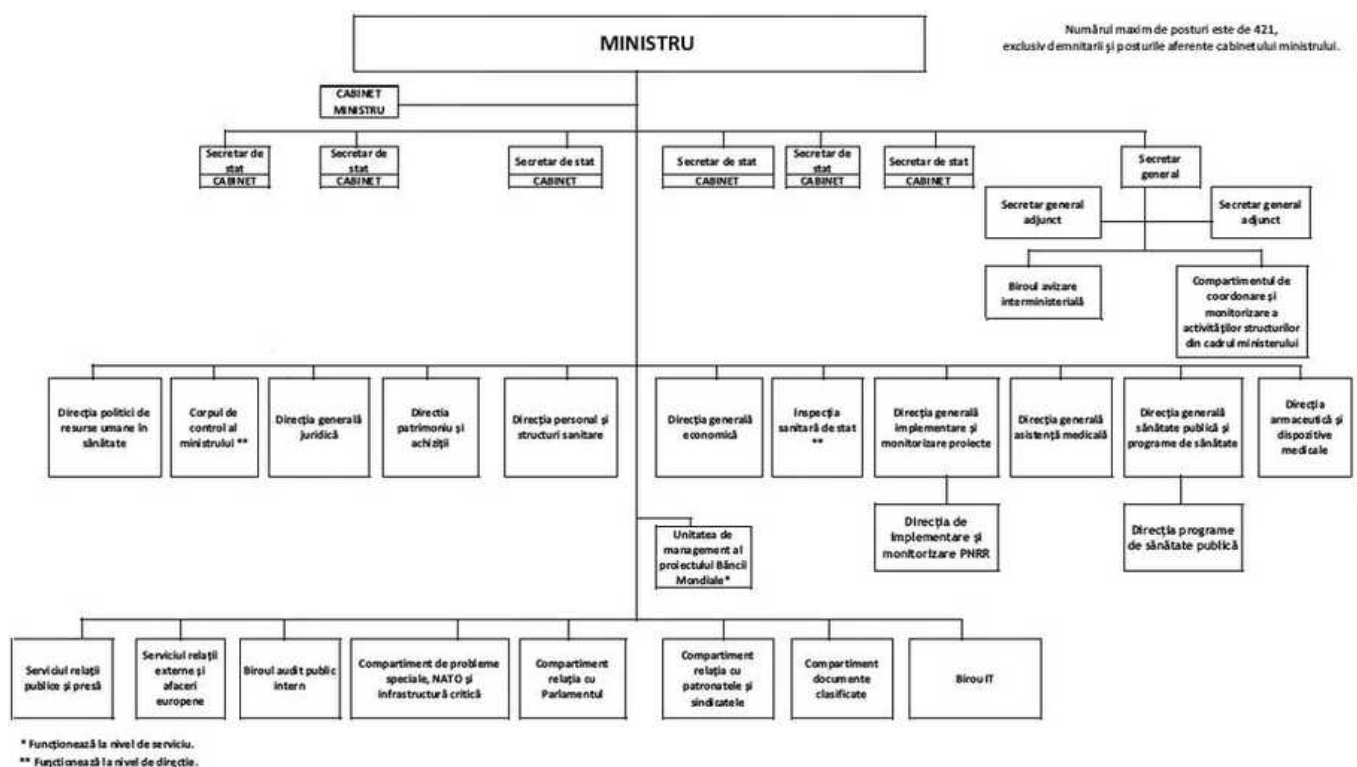 MINISTRU
Numărul maxim de posturi este de 421,
exclusiv demnitarii și posturile aferente cabinetului ministrului.
CABINET
MINISTRU
Secretar de
stat
CABINET
Secretar de
stat
CABINET
Secretar de stat
CABINET
Secretar de stat
CABINET
Secretar de
stat
CABINET
Secretar de stat
CABINET
Secretar
general
Secretar general
adjunct
Secretar general
adjunct
Biroul avizare
interministerială
Compartimentul de
coordonare și
monitorizare a
activităților structurilor
din cadrul ministerului
Direcția politici de
resurse umane în
sănătate
Corpul de
control al
ministrului **
Direcția generală
juridică
Directia
patrimoniu și
achiziții
Direcția personal și
structuri sanitare
Direcția generală
economică
Inspecția
sanitară de stat
**
Direcția generală
implementare și
monitorizare proiecte
Direcția generală
asistență medicală
Direcția generală
sănătate publică și
programe de sănătate
Direcția
armaceutică și
dispozitive
medicale
Unitatea de
management al
proiectului Băncii
Mondiale*
Direcția de
implementare și
monitorizare PNRR
Direcția programe
de sănătate publică
Serviciul relații
publice și presă
Serviciul relații
externe și
afaceri
europene
Biroul audit public
intern
Compartiment de probleme
speciale, NATO și
infrastructură critică
Compartiment
relația cu
Parlamentul
Compartiment
relația cu
patronatele și
sindicatele
Compartiment
documente
clasificate
Birou IT
* Funcționează la nivel de serviciu.
** Funcționează la nivel de direcție.